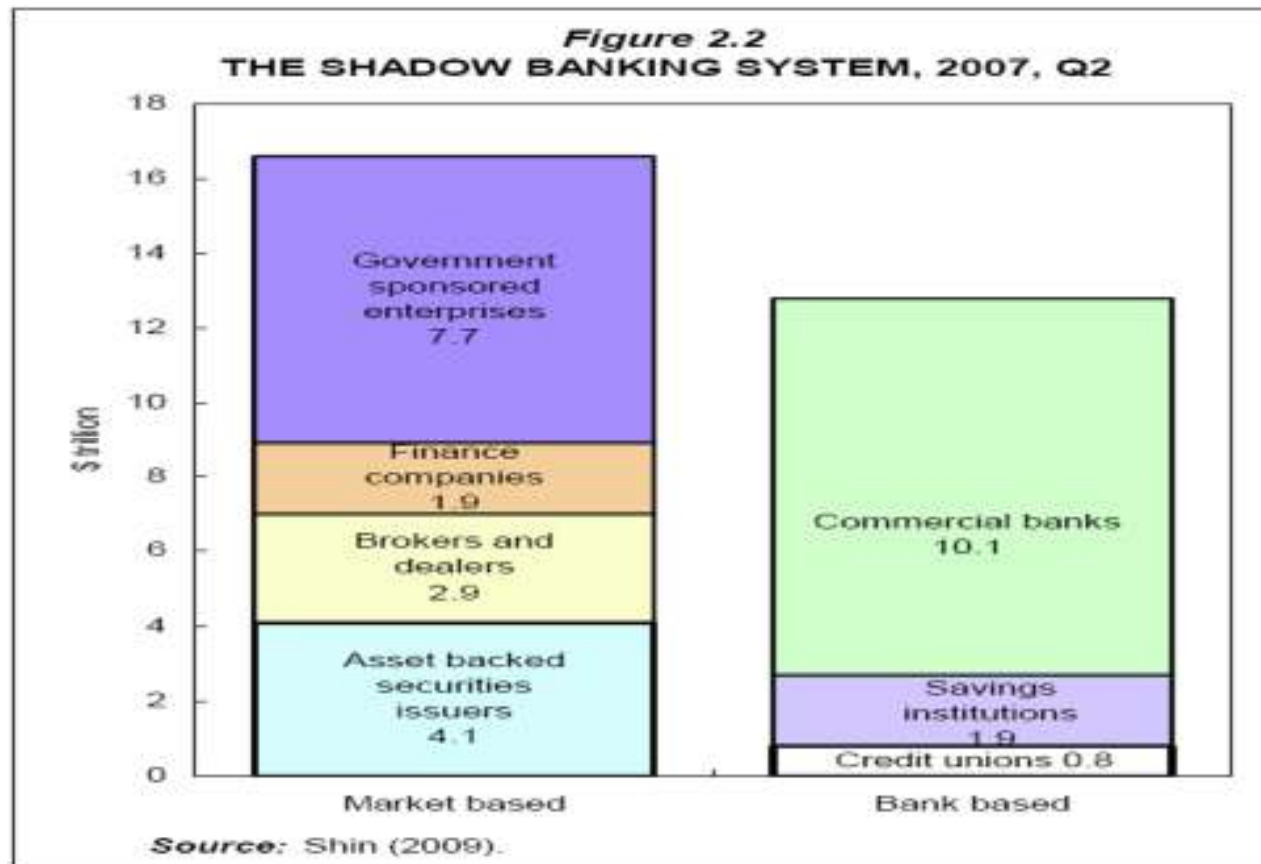 Figure 2.2
THE SHADOW BANKING SYSTEM, 2007, Q2
$ trillion
18
16
14
12
10
8
6
4
2
0
Government
sponsored
enterprises
7.7
Finance
companies
1.9
Brokers and
dealers
2.9
Asset backed
securities
issuers
4.1
Commercial banks
10.1
Savings
institutions
1.9
Credit unions 0.8
Market based
Bank based
Source: Shin (2009).